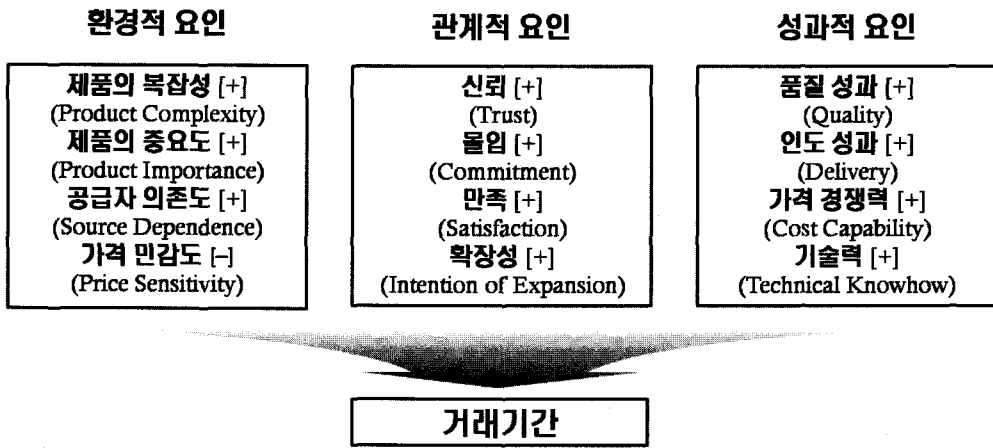 환경적 요인
제품의 복잡성 [+]
(Product Complexity)
제품의 중요도 [+]
(Product Importance)
공급자 의존도 [+]
(Source Dependence)
가격 민감도 [–]
(Price Sensitivity)
관계적 요인
신뢰 [+]
(Trust)
몰입 [+]
(Commitment)
만족 [+]
(Satisfaction)
확장성 [+]
(Intention of Expansion)
성과적 요인
품질 성과 [+]
(Quality)
인도 성과 [+]
(Delivery)
가격 경쟁력 [+]
(Cost Capability)
기술력 [+]
(Technical Knowhow)
거래기간